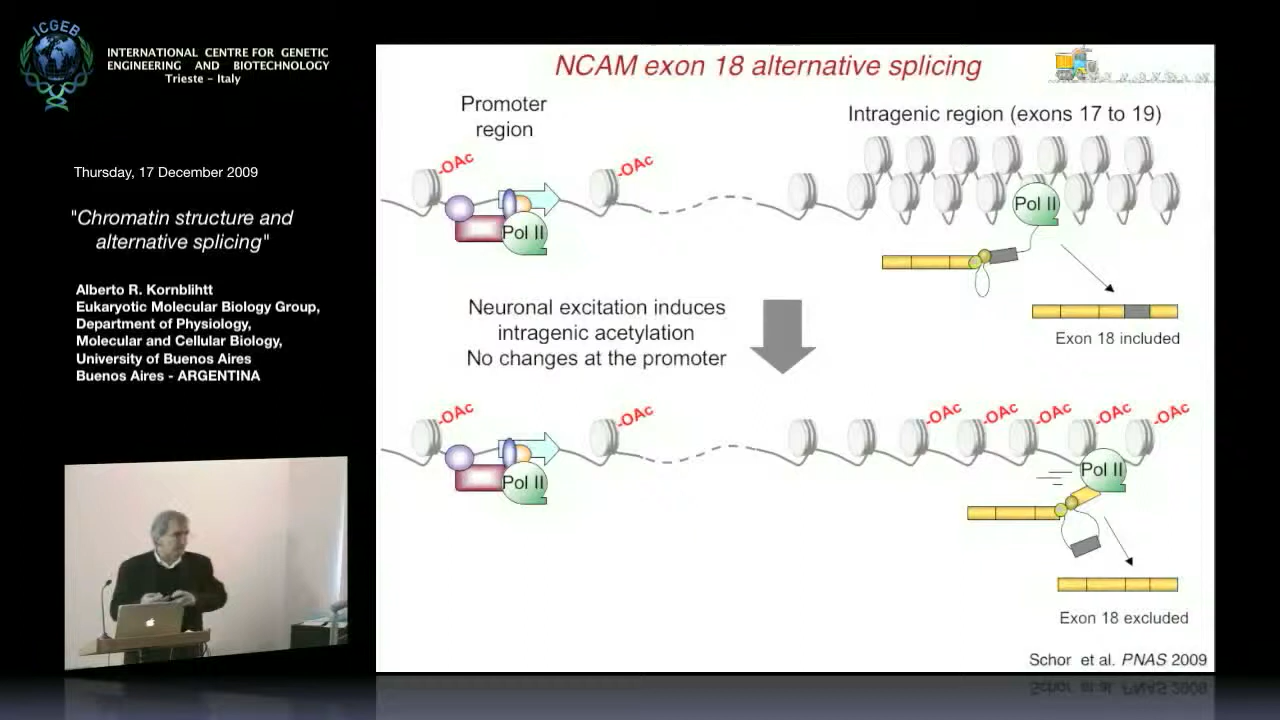 ICGEB
INTERNATIONAL CENTRE FOR GENETIC
ENGINEERING AND BIOTECHNOLOGY
Trieste - Italy
Thursday, 17 December 2009
"Chromatin structure and
alternative splicing"
Alberto R. Kornblihtt
Eukaryotic Molecular Biology Group,
Department of Physiology,
Molecular and Cellular Biology,
University of Buenos Aires
Buenos Aires - ARGENTINA
NCAM exon 18 alternative splicing
Promoter
region
Intragenic region (exons 17 to 19)
-OAc
-OAc
Pol II
Pol II
Exon 18 included
Neuronal excitation induces
intragenic acetylation
No changes at the promoter
-OAc
-OAc
-OAc
-OAc
-OAc
-OAc
-OAc
Pol II
Pol II
Exon 18 excluded
Schor et al. PNAS 2009